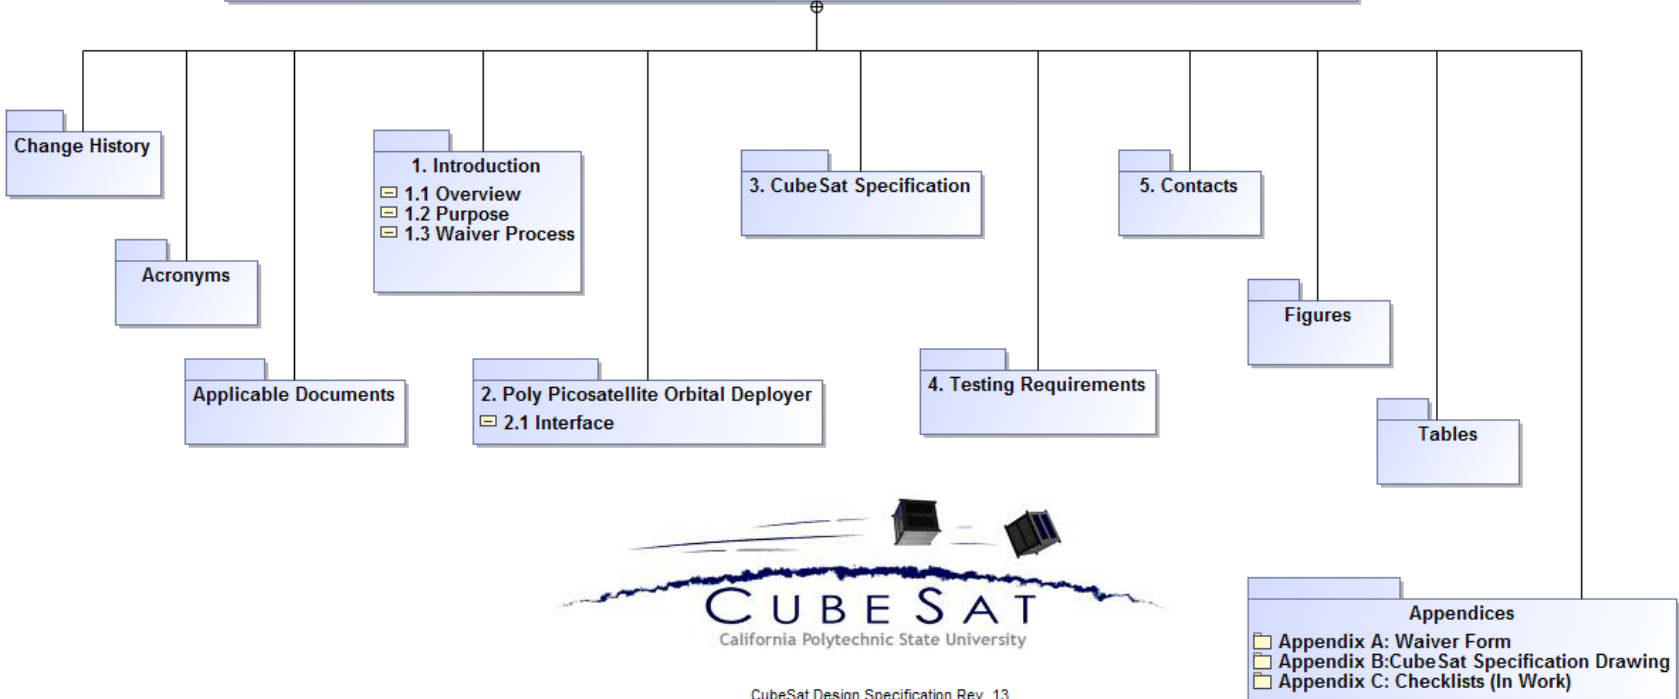 Change History
Acronyms
Applicable Documents
1. Introduction
1.1 Overview
1.2 Purpose
1.3 Waiver Process
2. Poly Picosatellite Orbital Deployer
2.1 Interface
3. CubeSat Specification
4. Testing Requirements
5. Contacts
Figures
Tables
Appendices
Appendix A: Waiver Form
Appendix B:CubeSat Specification Drawing
Appendix C: Checklists (In Work)
CUBESAT
California Polytechnic State University
CubeSat Design Specification Rev. 13